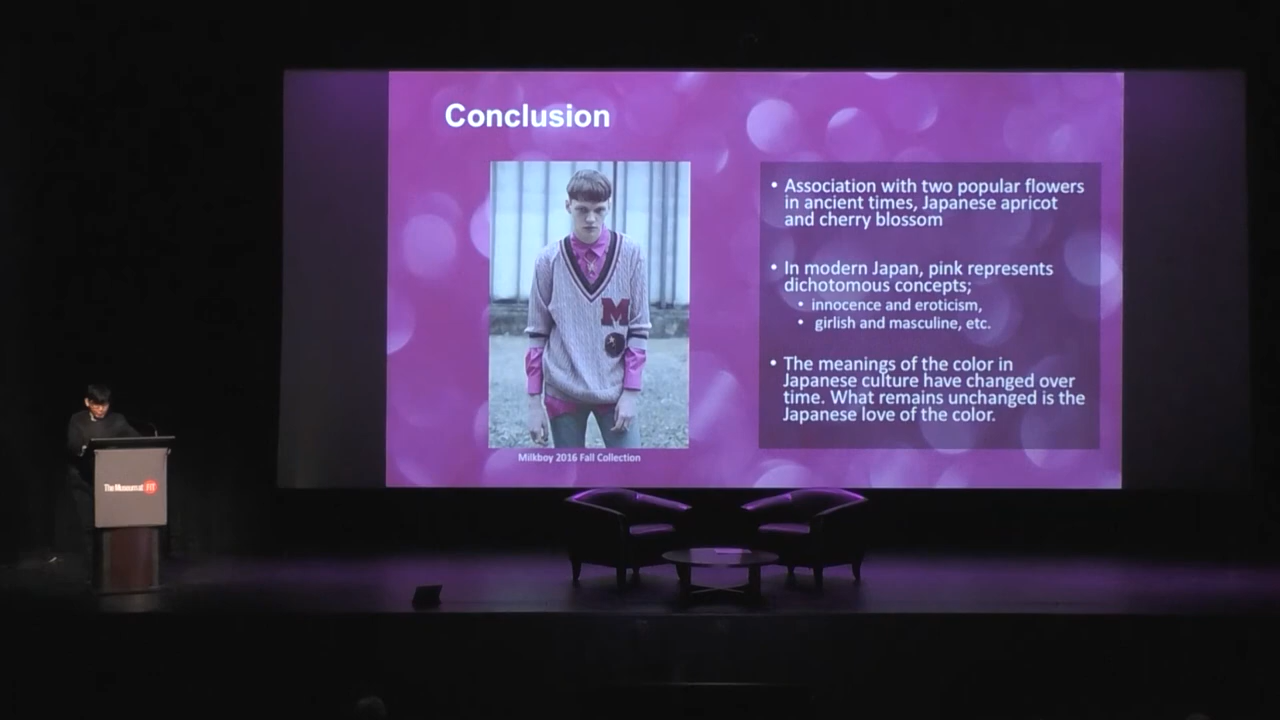 Conclusion
• Association with two popular flowers
in ancient times, Japanese apricot
and cherry blossom
• In modern Japan, pink represents
dichotomous concepts;
• innocence and eroticism,
• girlish and masculine, etc.
• The meanings of the color in
Japanese culture have changed over
time. What remains unchanged is the
Japanese love of the color.
M
Milkboy 2016 Fall Collection
The Museum at FIT